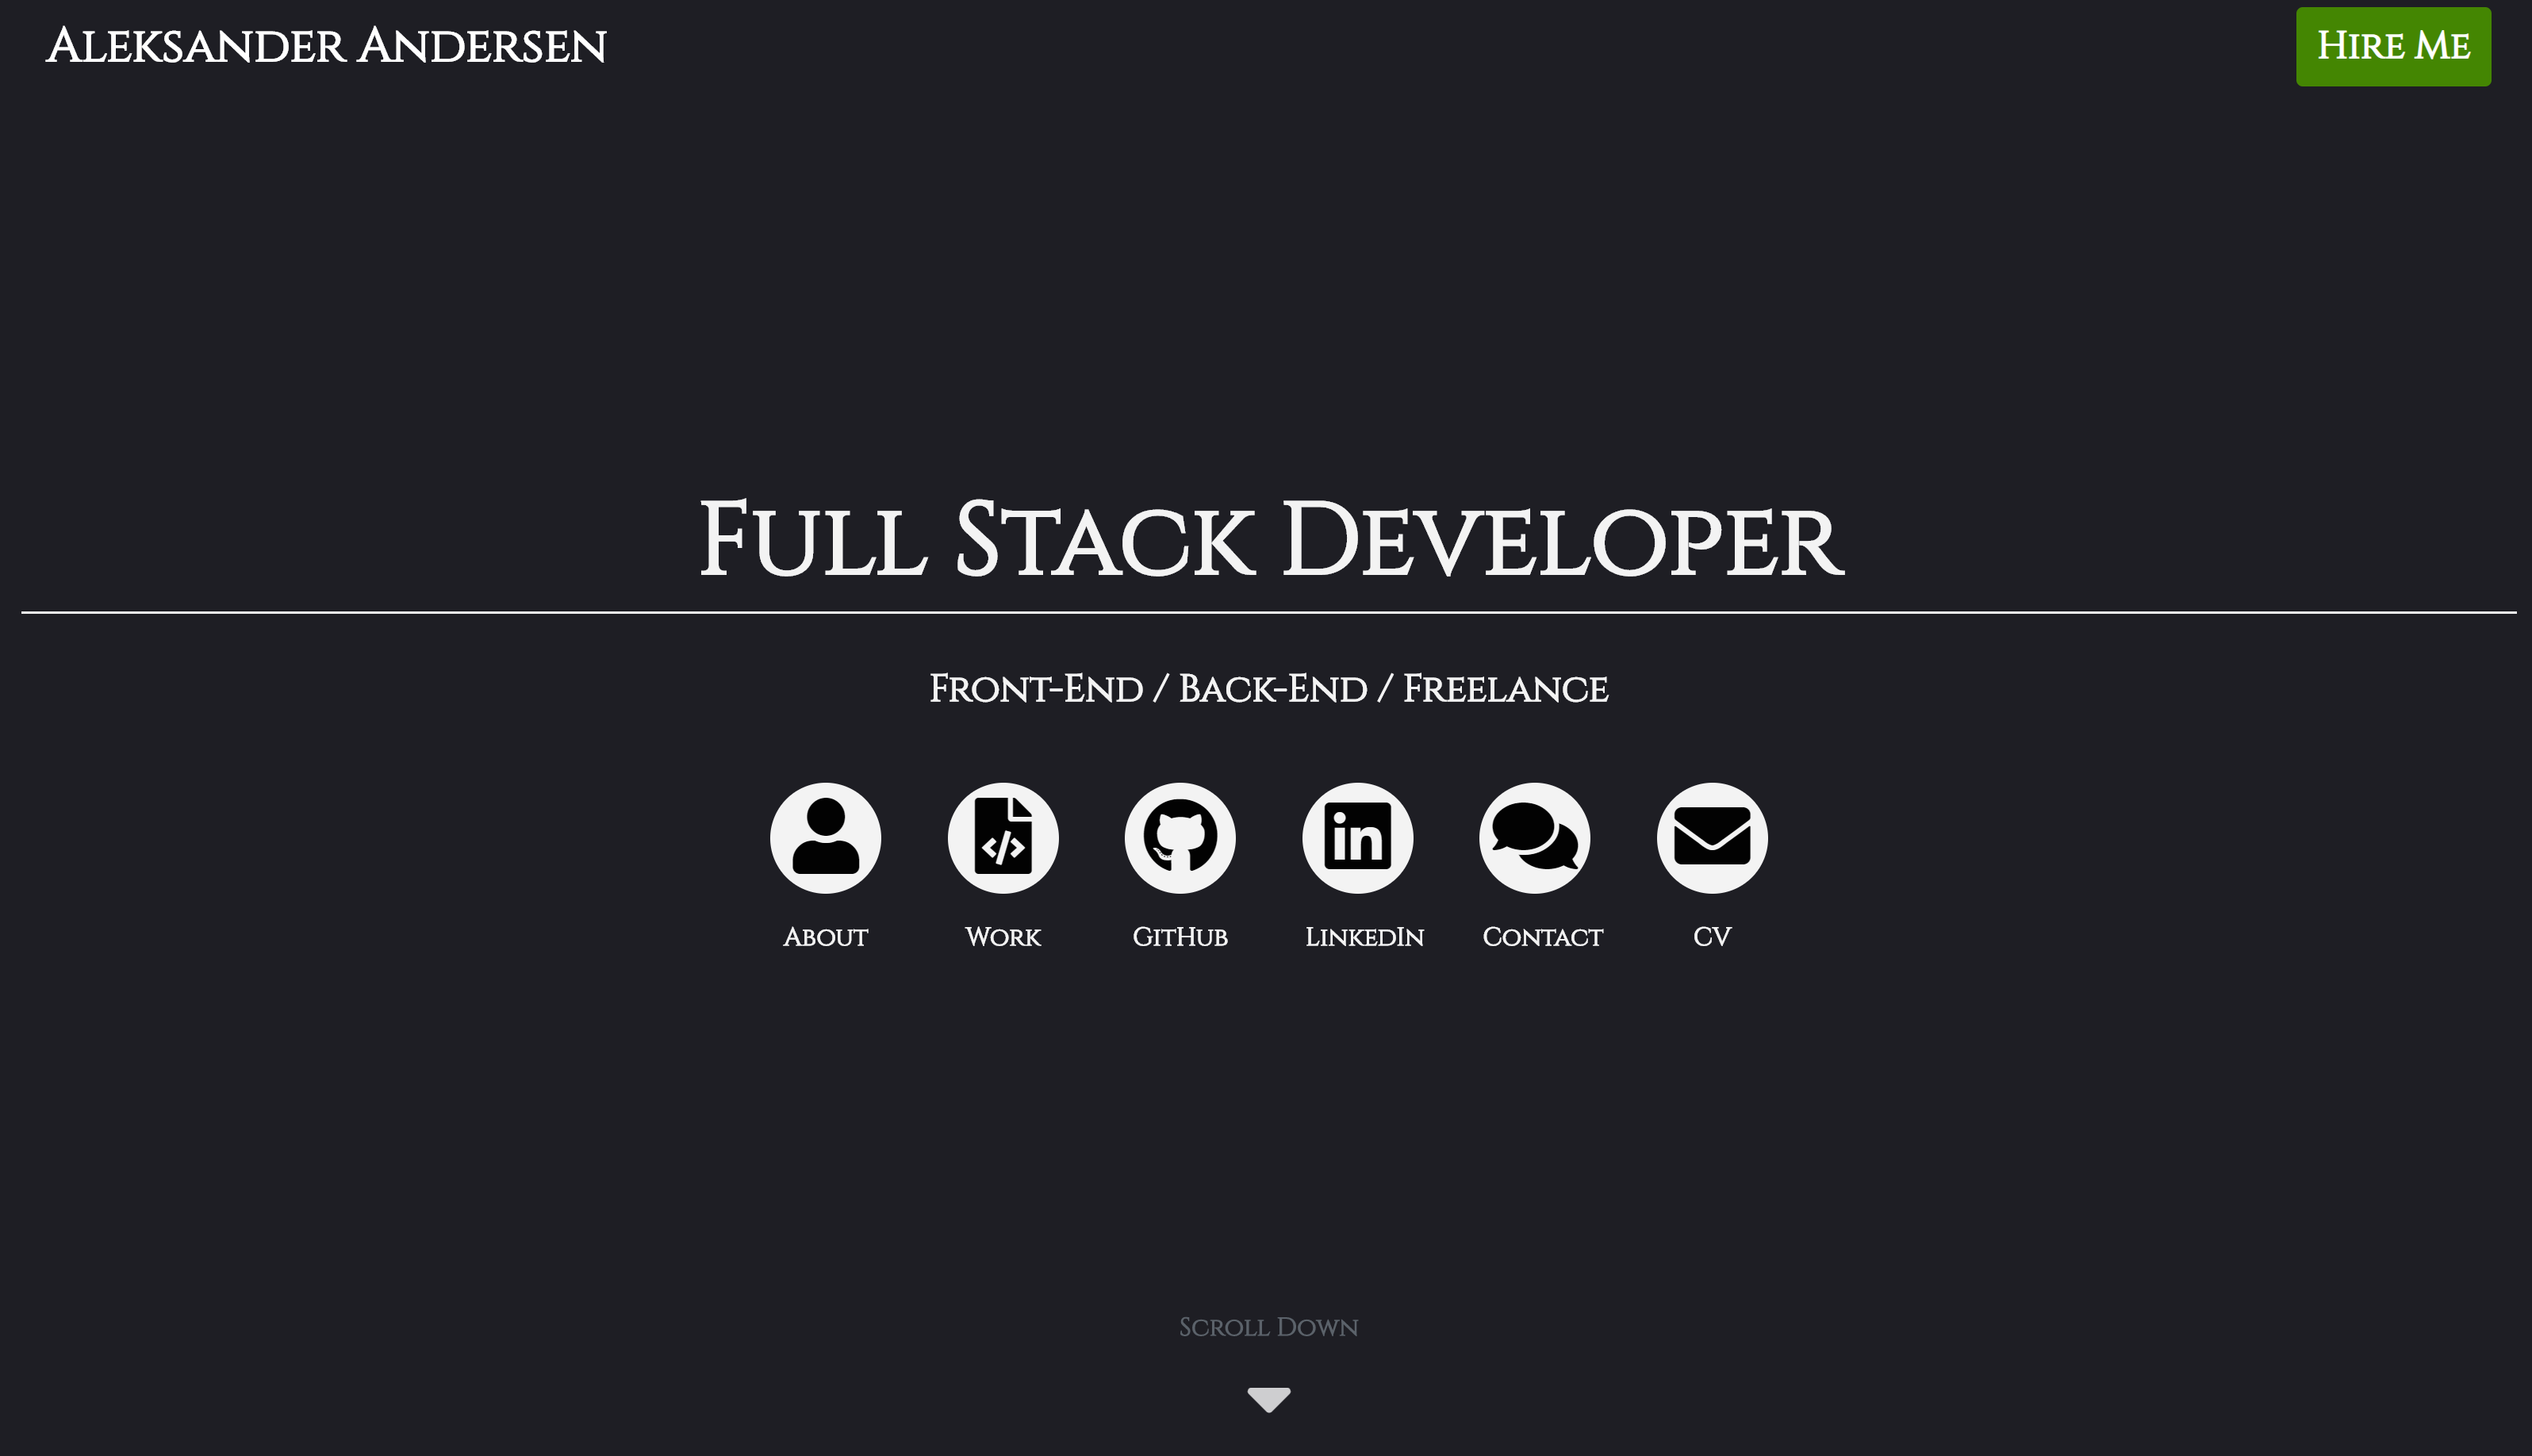 Aleksander Andersen
Hire Me
Full Stack Developer
Front-End / Back-End / Freelance
About
Work
GitHub
LinkedIn
Contact
CV
Scroll Down